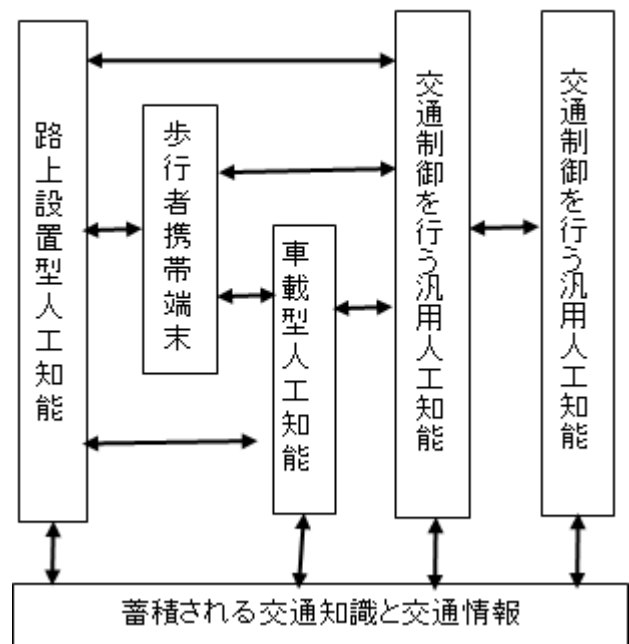 路上設置型人工知能
歩行者携帯端末
車載型人工知能
交通制御を行う汎用人工知能
交通制御を行う汎用人工知能
蓄積される交通知識と交通情報